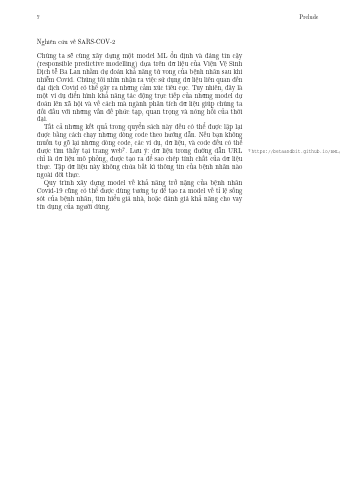 8 Prelude
Nghiên cứu về SARS-COV-2
Chúng ta sẽ cùng xây dựng một model ML ổn định và đáng tin cậy
(responsible predictive modelling) dựa trên dữ liệu của Viện Vệ Sinh
Dịch tễ Ba Lan nhằm dự đoán khả năng tử vong của bệnh nhân sau khi
nhiễm Covid. Chúng tôi nhìn nhận ra việc sử dụng dữ liệu liên quan đến
đại dịch Covid có thể gây ra những cảm xúc tiêu cực. Tuy nhiên, đây là
một ví dụ điển hình khả năng tác động trực tiếp của những model dự
đoán lên xã hội và về cách mà ngành phân tích dữ liệu giúp chúng ta
đối đầu với những vấn đề phức tạp, quan trọng và nóng hổi của thời
đại.
Tất cả những kết quả trong quyển sách này đều có thể được lặp lại
được bằng cách chạy những dòng code theo hướng dẫn. Nếu bạn không
muốn tự gõ lại những dòng code, các ví dụ, dữ liệu, và code đều có thể
được tìm thấy tại trang web⁷. Lưu ý: dữ liệu trong đường dẫn URL
chỉ là dữ liệu mô phỏng, được tạo ra để sao chép tính chất của dữ liệu
thực. Tập dữ liệu này không chứa bất kì thông tin của bệnh nhân nào
ngoài đời thực.
Quy trình xây dựng model về khả năng trở nặng của bệnh nhân
Covid-19 cũng có thể được dùng tương tự để tạo ra model về tỉ lệ sống
sót của bệnh nhân, tìm hiểu giá nhà, hoặc đánh giá khả năng cho vay
tín dụng của người dùng.
⁷ https://betaandbit.github.io/RML